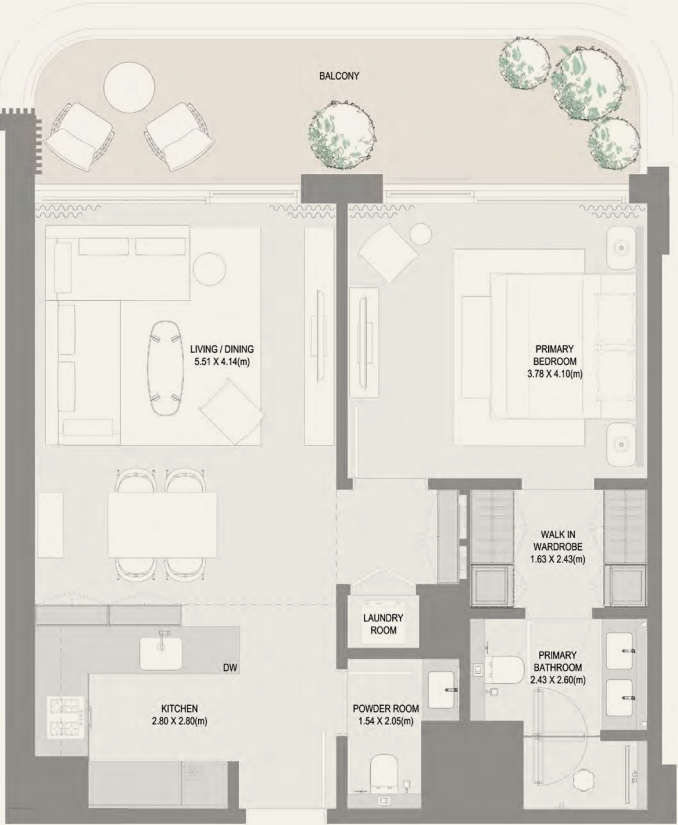 BALCONY
LIVING / DINING
5.51 X 4.14(m)
PRIMARY
BEDROOM
3.78 X 4.10(m)
WALK IN
WARDROBE
1.63 X 2.43(m)
LAUNDRY
ROOM
DW
PRIMARY
BATHROOM
2.43 X 2.60(m)
KITCHEN
2.80 X 2.80(m)
POWDER ROOM
1.54 X 2.05(m)